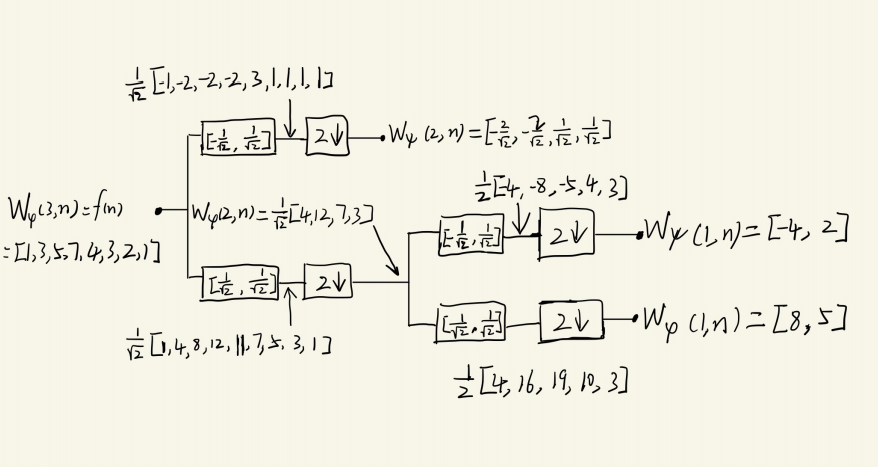 1/√2 [-1,-2,-2,-2,3,1,1,1,1]
[-1/√2, 1/√2] 2↓ Wψ(2,n)=[-2/√2,-2/√2,1/√2,1/√2]
1/2 [-4,-8,-5,4,3]
Wφ(3,n)=f(n)
=[1,3,5,7,4,3,2,1]
Wφ(2,n)=1/√2[4,12,7,3]
[-1/√2, 1/√2] 2↓ Wψ(1,n)=[-4, 2]
[1/√2, 1/√2] 2↓
[1/√2, 1/√2] 2↓ Wφ(1,n)=[8,5]
1/√2 [1,4,8,12,11,7,5,3,1]
1/2 [4,16,19,10,3]